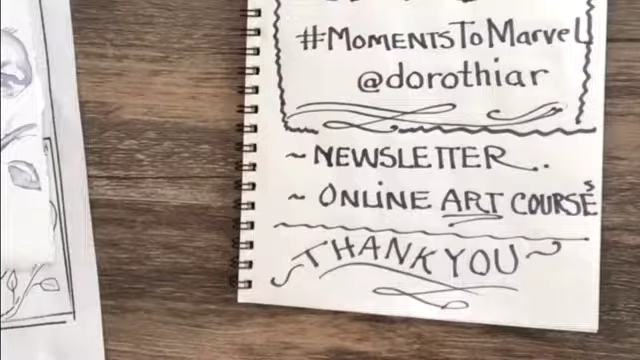 #MOMENTSTOMARVEL
@dorothiar
~ NEWSLETTER.
~ ONLINE ART COURSES
~THANK YOU~